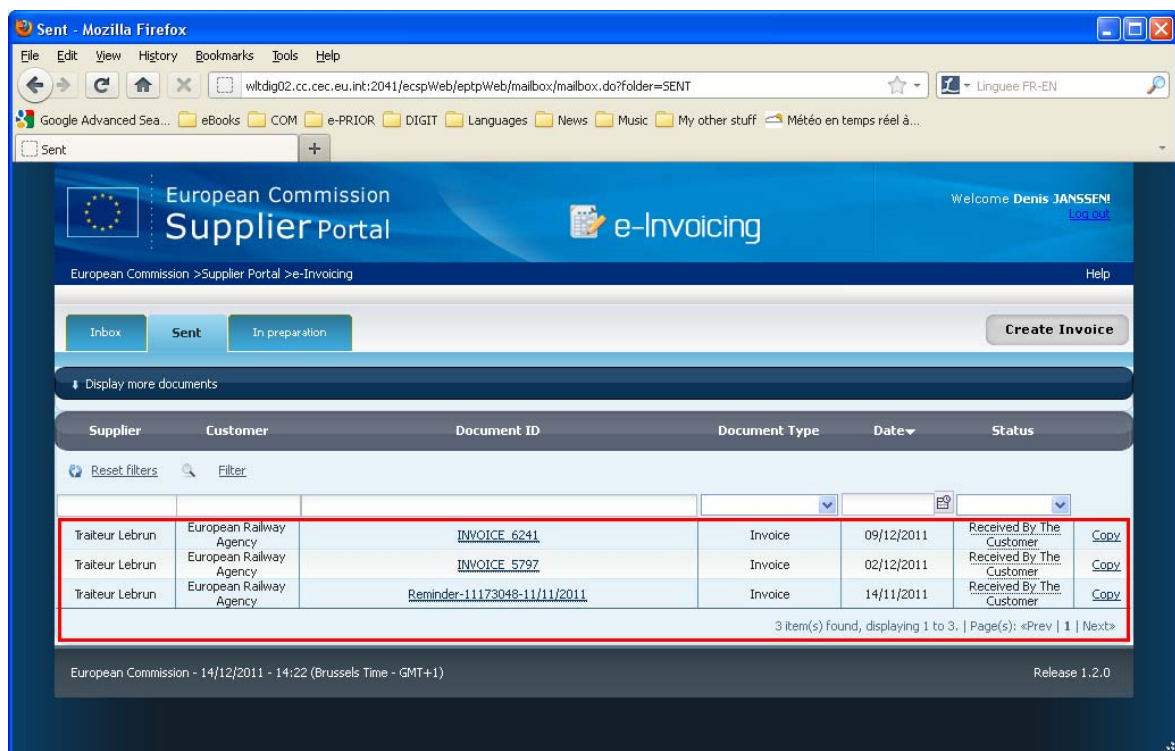 Sent - Mozilla Firefox
File Edit View History Bookmarks Tools Help
wltdig02.cc.cec.eu.int:2041/ecspWeb/eptpWeb/mailbox/mailbox.do?folder=SENT
Linguee FR-EN
Google Advanced Sea... eBooks COM e-PRIOR DIGIT Languages News Music My other stuff Météo en temps réel à...
Sent
European Commission
Supplier Portal
e-Invoicing
Welcome Denis JANSSEN!
Log out
European Commission >Supplier Portal >e-Invoicing Help
Inbox Sent In preparation Create Invoice
Display more documents
Supplier Customer Document ID Document Type Date Status
Reset filters Filter
Traiteur Lebrun European Railway Agency INVOICE_6241 Invoice 09/12/2011 Received By The Customer Copy
Traiteur Lebrun European Railway Agency INVOICE_5797 Invoice 02/12/2011 Received By The Customer Copy
Traiteur Lebrun European Railway Agency Reminder-11173048-11/11/2011 Invoice 14/11/2011 Received By The Customer Copy
3 item(s) found, displaying 1 to 3. | Page(s): «Prev | 1 | Next»
European Commission - 14/12/2011 - 14:22 (Brussels Time - GMT+1) Release 1.2.0